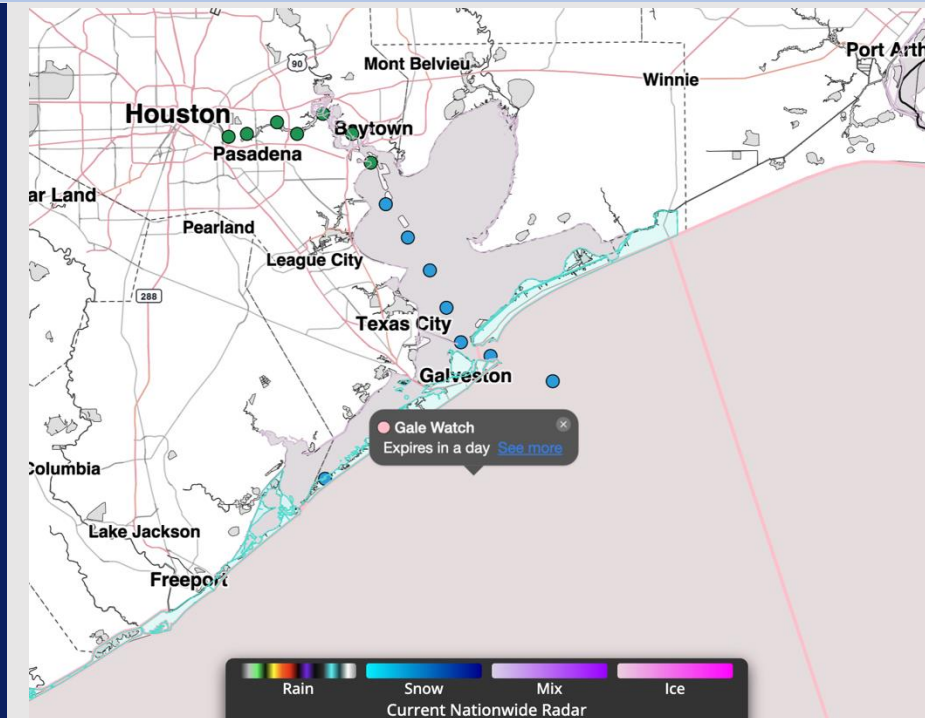 90
Mont Belvieu
Port Arth
Winnie
Houston
Baytown
Pasadena
ar Land
Pearland
League City
288
Texas City
Galveston
Gale Watch
Expires in a day See more
Columbia
Lake Jackson
Freeport
Rain Snow Mix Ice
Current Nationwide Radar